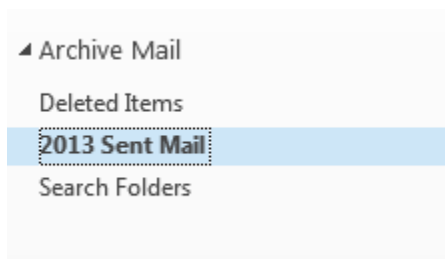 Archive Mail
Deleted Items
2013 Sent Mail
Search Folders